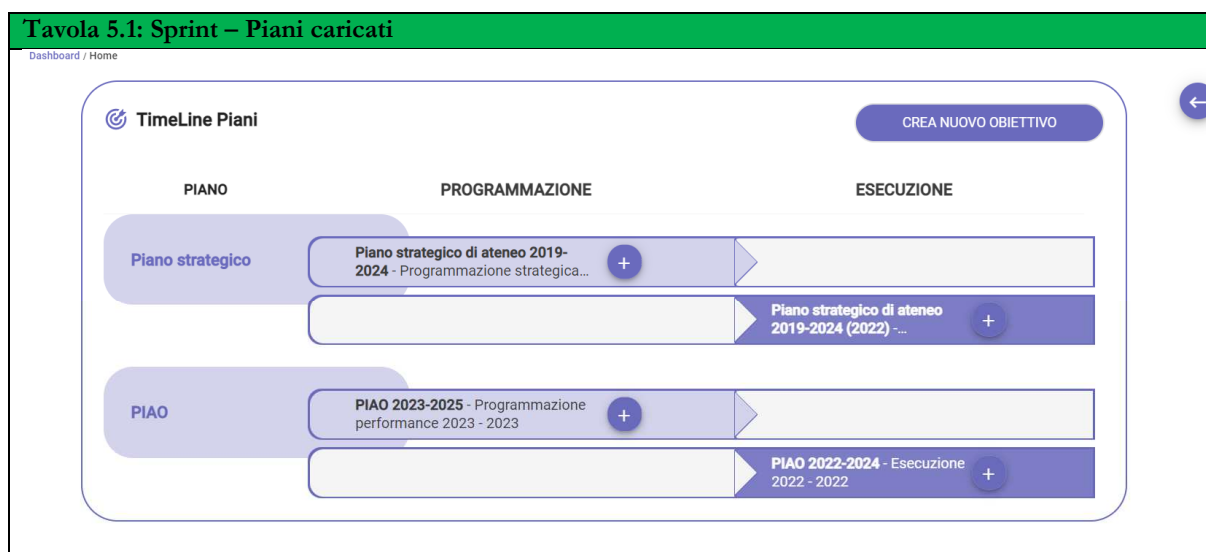 Tavola 5.1: Sprint – Piani caricati
Dashboard / Home
TimeLine Piani
CREA NUOVO OBIETTIVO
PIANO
PROGRAMMAZIONE
ESECUZIONE
Piano strategico
Piano strategico di ateneo 2019-
2024 - Programmazione strategica...
+
Piano strategico di ateneo
2019-2024 (2022) -...
+
PIAO
PIAO 2023-2025 - Programmazione
performance 2023 - 2023
+
PIAO 2022-2024 - Esecuzione
2022 - 2022
+